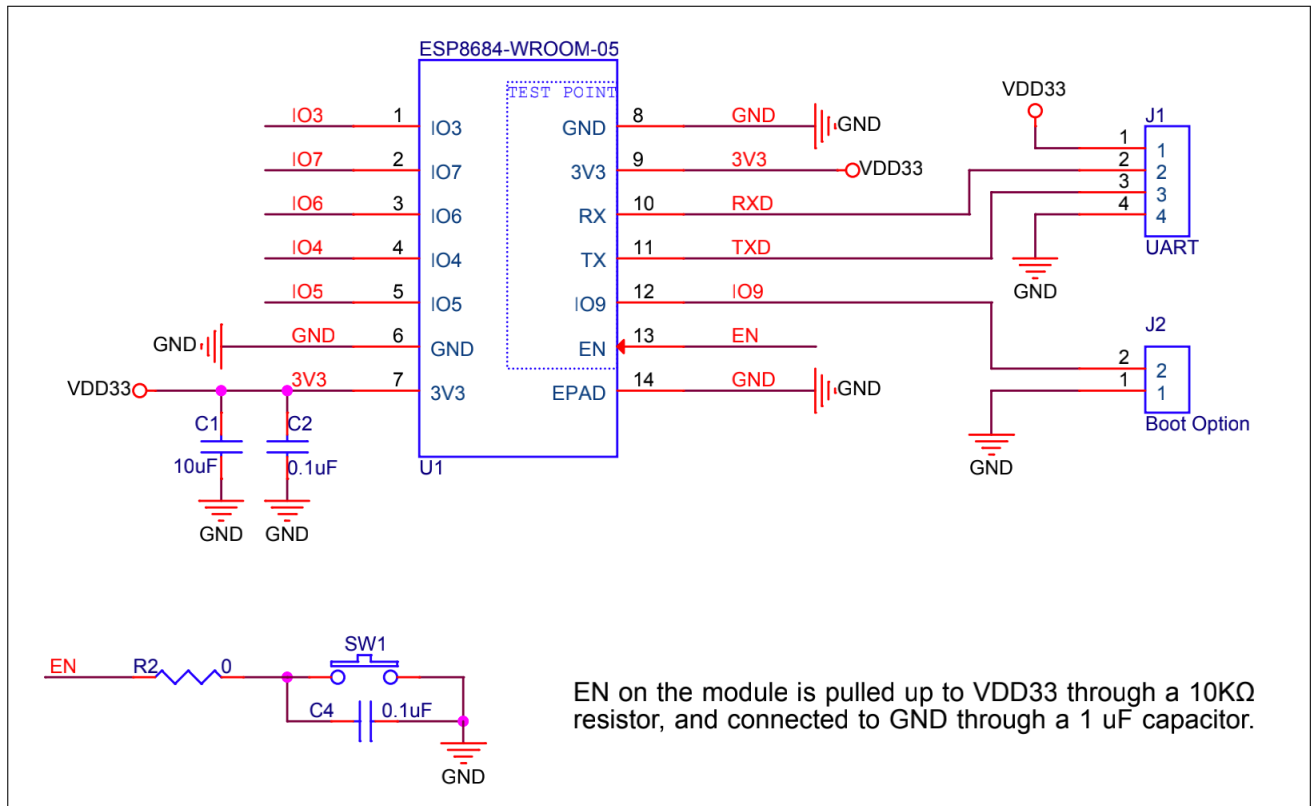 ESP8684-WROOM-05
TEST POINT
IO3 1 IO3
IO7 2 IO7
IO6 3 IO6
IO4 4 IO4
IO5 5 IO5
GND GND 6 GND
VDD33 3V3 7 3V3
GND 8 GND GND
3V3 9 3V3 VDD33
RX 10 RXD
TX 11 TXD
IO9 12 IO9
EN 13 EN
EPAD 14 GND GND
U1
C1
10uF
GND
C2
0.1uF
GND
VDD33
J1
1 1
2 2
3 3
4 4
UART
GND
J2
2 2
1 1
Boot Option
GND
EN R2 0
SW1
C4 0.1uF
GND
EN on the module is pulled up to VDD33 through a 10KΩ
resistor, and connected to GND through a 1 uF capacitor.